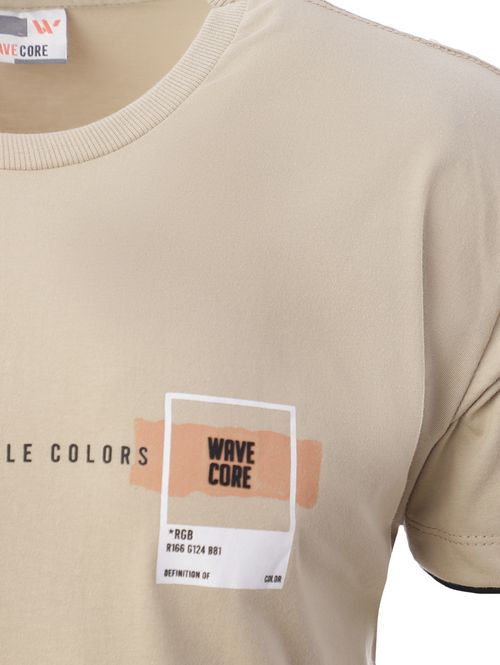 WAVE CORE
LE COLORS
WAVE
CORE
*RGB
R166 G124 B81
DEFINITION OF COLOR